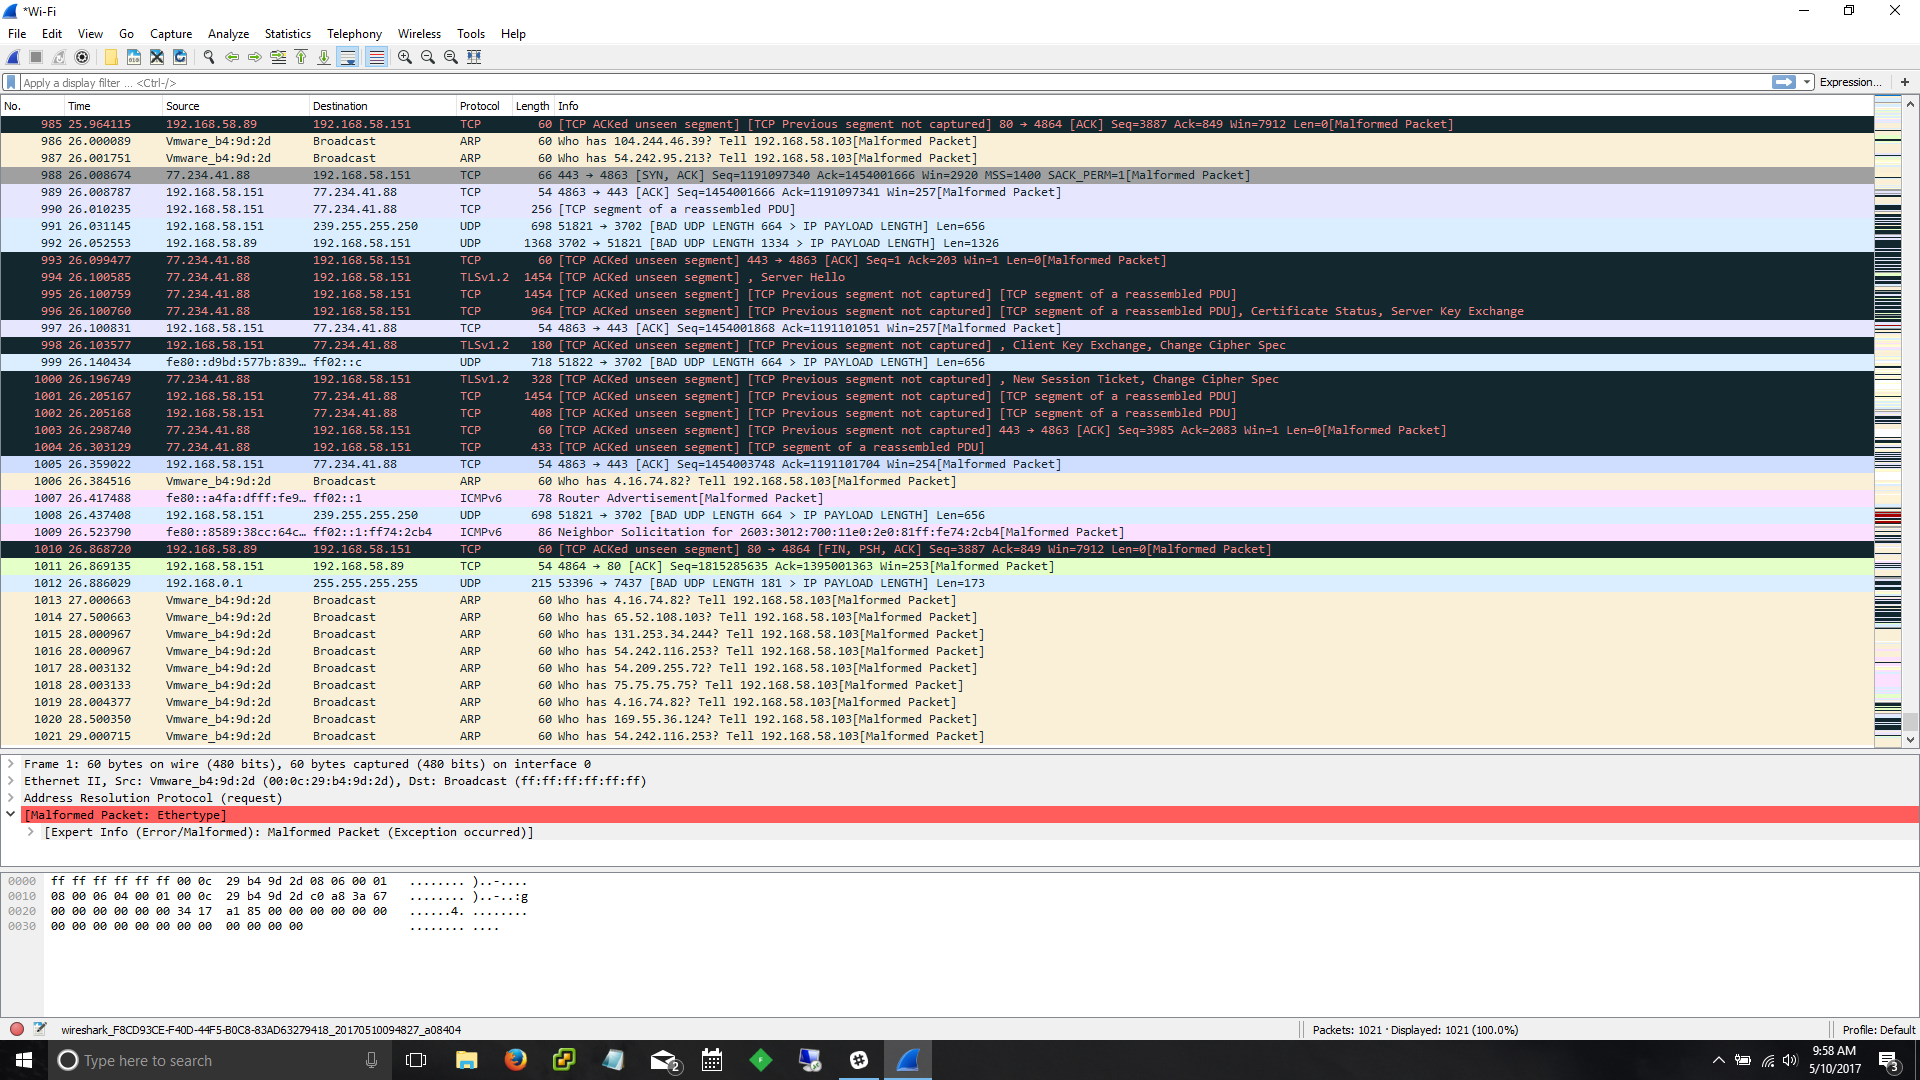 *Wi-Fi
File Edit View Go Capture Analyze Statistics Telephony Wireless Tools Help
Apply a display filter ... <Ctrl-/> Expression... +
No. Time Source Destination Protocol Length Info
985 25.964115 192.168.58.89 192.168.58.151 TCP 60 [TCP ACKed unseen segment] [TCP Previous segment not captured] 80 → 4864 [ACK] Seq=3887 Ack=849 Win=7912 Len=0[Malformed Packet]
986 26.000089 Vmware_b4:9d:2d Broadcast ARP 60 Who has 104.244.46.39? Tell 192.168.58.103[Malformed Packet]
987 26.001751 Vmware_b4:9d:2d Broadcast ARP 60 Who has 54.242.95.213? Tell 192.168.58.103[Malformed Packet]
988 26.008674 77.234.41.88 192.168.58.151 TCP 66 443 → 4863 [SYN, ACK] Seq=1191097340 Ack=1454001666 Win=2920 MSS=1400 SACK_PERM=1[Malformed Packet]
989 26.008787 192.168.58.151 77.234.41.88 TCP 54 4863 → 443 [ACK] Seq=1454001666 Ack=1191097341 Win=257[Malformed Packet]
990 26.010235 192.168.58.151 77.234.41.88 TCP 256 [TCP segment of a reassembled PDU]
991 26.031145 192.168.58.151 239.255.255.250 UDP 698 51821 → 3702 [BAD UDP LENGTH 664 > IP PAYLOAD LENGTH] Len=656
992 26.052553 192.168.58.89 192.168.58.151 UDP 1368 3702 → 51821 [BAD UDP LENGTH 1334 > IP PAYLOAD LENGTH] Len=1326
993 26.099477 77.234.41.88 192.168.58.151 TCP 60 [TCP ACKed unseen segment] 443 → 4863 [ACK] Seq=1 Ack=203 Win=1 Len=0[Malformed Packet]
994 26.100585 77.234.41.88 192.168.58.151 TLSv1.2 1454 [TCP ACKed unseen segment] , Server Hello
995 26.100759 77.234.41.88 192.168.58.151 TCP 1454 [TCP ACKed unseen segment] [TCP Previous segment not captured] [TCP segment of a reassembled PDU]
996 26.100760 77.234.41.88 192.168.58.151 TCP 964 [TCP ACKed unseen segment] [TCP Previous segment not captured] [TCP segment of a reassembled PDU], Certificate Status, Server Key Exchange
997 26.100831 192.168.58.151 77.234.41.88 TCP 54 4863 → 443 [ACK] Seq=1454001868 Ack=1191101051 Win=257[Malformed Packet]
998 26.103577 192.168.58.151 77.234.41.88 TLSv1.2 180 [TCP ACKed unseen segment] [TCP Previous segment not captured] , Client Key Exchange, Change Cipher Spec
999 26.140434 fe80::d9bd:577b:839… ff02::c UDP 718 51822 → 3702 [BAD UDP LENGTH 664 > IP PAYLOAD LENGTH] Len=656
1000 26.196749 77.234.41.88 192.168.58.151 TLSv1.2 328 [TCP ACKed unseen segment] [TCP Previous segment not captured] , New Session Ticket, Change Cipher Spec
1001 26.205167 192.168.58.151 77.234.41.88 TCP 1454 [TCP ACKed unseen segment] [TCP Previous segment not captured] [TCP segment of a reassembled PDU]
1002 26.205168 192.168.58.151 77.234.41.88 TCP 408 [TCP ACKed unseen segment] [TCP Previous segment not captured] [TCP segment of a reassembled PDU]
1003 26.298740 77.234.41.88 192.168.58.151 TCP 60 [TCP ACKed unseen segment] [TCP Previous segment not captured] 443 → 4863 [ACK] Seq=3985 Ack=2083 Win=1 Len=0[Malformed Packet]
1004 26.303129 77.234.41.88 192.168.58.151 TCP 433 [TCP ACKed unseen segment] [TCP segment of a reassembled PDU]
1005 26.359022 192.168.58.151 77.234.41.88 TCP 54 4863 → 443 [ACK] Seq=1454003748 Ack=1191101704 Win=254[Malformed Packet]
1006 26.384516 Vmware_b4:9d:2d Broadcast ARP 60 Who has 4.16.74.82? Tell 192.168.58.103[Malformed Packet]
1007 26.417488 fe80::a4fa:dfff:fe9… ff02::1 ICMPv6 78 Router Advertisement[Malformed Packet]
1008 26.437408 192.168.58.151 239.255.255.250 UDP 698 51821 → 3702 [BAD UDP LENGTH 664 > IP PAYLOAD LENGTH] Len=656
1009 26.523790 fe80::8589:38cc:64c… ff02::1:ff74:2cb4 ICMPv6 86 Neighbor Solicitation for 2603:3012:700:11e0:2e0:81ff:fe74:2cb4[Malformed Packet]
1010 26.868720 192.168.58.89 192.168.58.151 TCP 60 [TCP ACKed unseen segment] 80 → 4864 [FIN, PSH, ACK] Seq=3887 Ack=849 Win=7912 Len=0[Malformed Packet]
1011 26.869135 192.168.58.151 192.168.58.89 TCP 54 4864 → 80 [ACK] Seq=1815285635 Ack=1395001363 Win=253[Malformed Packet]
1012 26.886029 192.168.0.1 255.255.255.255 UDP 215 53396 → 7437 [BAD UDP LENGTH 181 > IP PAYLOAD LENGTH] Len=173
1013 27.000663 Vmware_b4:9d:2d Broadcast ARP 60 Who has 4.16.74.82? Tell 192.168.58.103[Malformed Packet]
1014 27.500663 Vmware_b4:9d:2d Broadcast ARP 60 Who has 65.52.108.103? Tell 192.168.58.103[Malformed Packet]
1015 28.000967 Vmware_b4:9d:2d Broadcast ARP 60 Who has 131.253.34.244? Tell 192.168.58.103[Malformed Packet]
1016 28.000967 Vmware_b4:9d:2d Broadcast ARP 60 Who has 54.242.116.253? Tell 192.168.58.103[Malformed Packet]
1017 28.003132 Vmware_b4:9d:2d Broadcast ARP 60 Who has 54.209.255.72? Tell 192.168.58.103[Malformed Packet]
1018 28.003133 Vmware_b4:9d:2d Broadcast ARP 60 Who has 75.75.75.75? Tell 192.168.58.103[Malformed Packet]
1019 28.004377 Vmware_b4:9d:2d Broadcast ARP 60 Who has 4.16.74.82? Tell 192.168.58.103[Malformed Packet]
1020 28.500350 Vmware_b4:9d:2d Broadcast ARP 60 Who has 169.55.36.124? Tell 192.168.58.103[Malformed Packet]
1021 29.000715 Vmware_b4:9d:2d Broadcast ARP 60 Who has 54.242.116.253? Tell 192.168.58.103[Malformed Packet]
Frame 1: 60 bytes on wire (480 bits), 60 bytes captured (480 bits) on interface 0
Ethernet II, Src: Vmware_b4:9d:2d (00:0c:29:b4:9d:2d), Dst: Broadcast (ff:ff:ff:ff:ff:ff)
Address Resolution Protocol (request)
[Malformed Packet: Ethertype]
[Expert Info (Error/Malformed): Malformed Packet (Exception occurred)]
0000 ff ff ff ff ff ff 00 0c 29 b4 9d 2d 08 06 00 01 ........ )..-....
0010 08 00 06 04 00 01 00 0c 29 b4 9d 2d c0 a8 3a 67 ........ )..-..:g
0020 00 00 00 00 00 00 34 17 a1 85 00 00 00 00 00 00 ......4. ........
0030 00 00 00 00 00 00 00 00 00 00 00 00 ........ ....
wireshark_F8CD93CE-F40D-44F5-B0C8-83AD63279418_20170510094827_a08404 Packets: 1021 · Displayed: 1021 (100.0%) Profile: Default
Type here to search 2 9:58 AM 3
5/10/2017